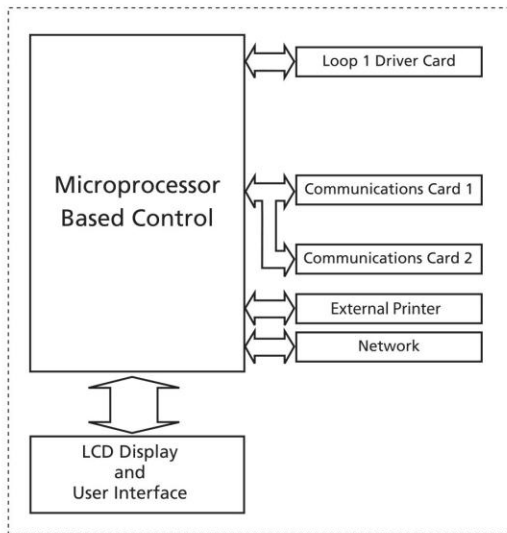 Loop 1 Driver Card
Microprocessor
Based Control
Communications Card 1
Communications Card 2
External Printer
Network
LCD Display
and
User Interface